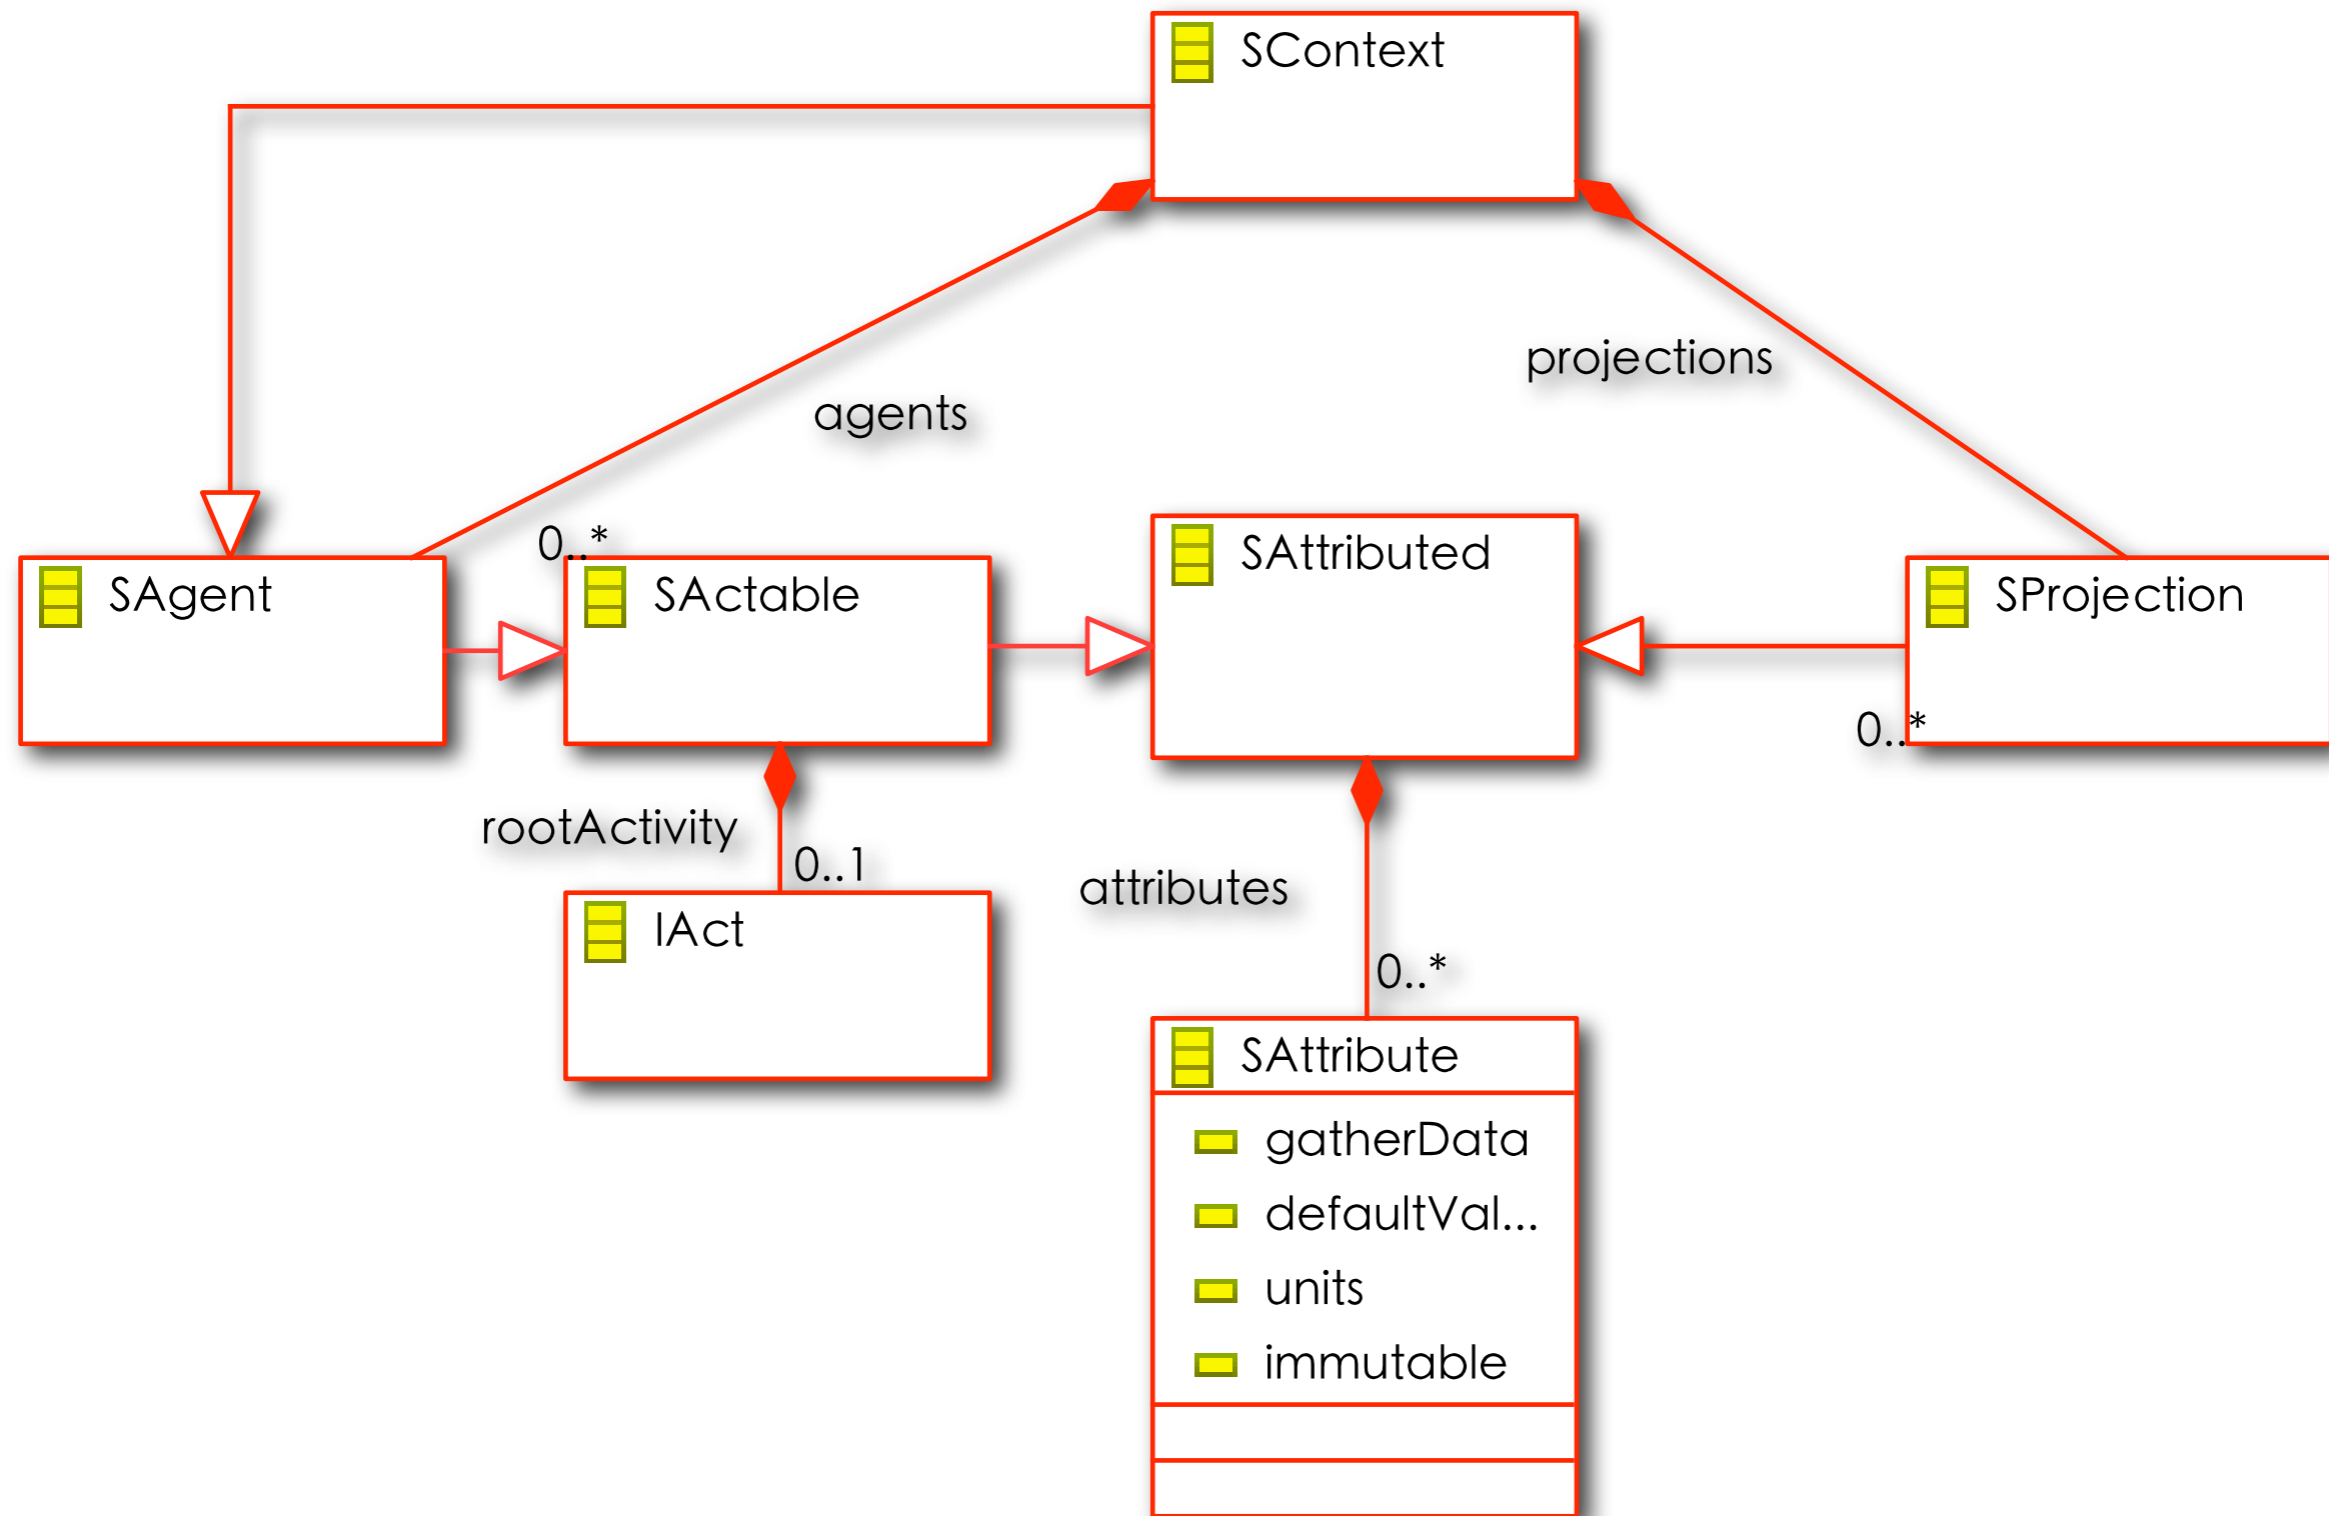 SContext
projections
agents
0..*
SAgent
SActable
SAttributed
SProjection
0..*
rootActivity
0..1
IAct
attributes
0..*
SAttribute
gatherData
defaultVal...
units
immutable